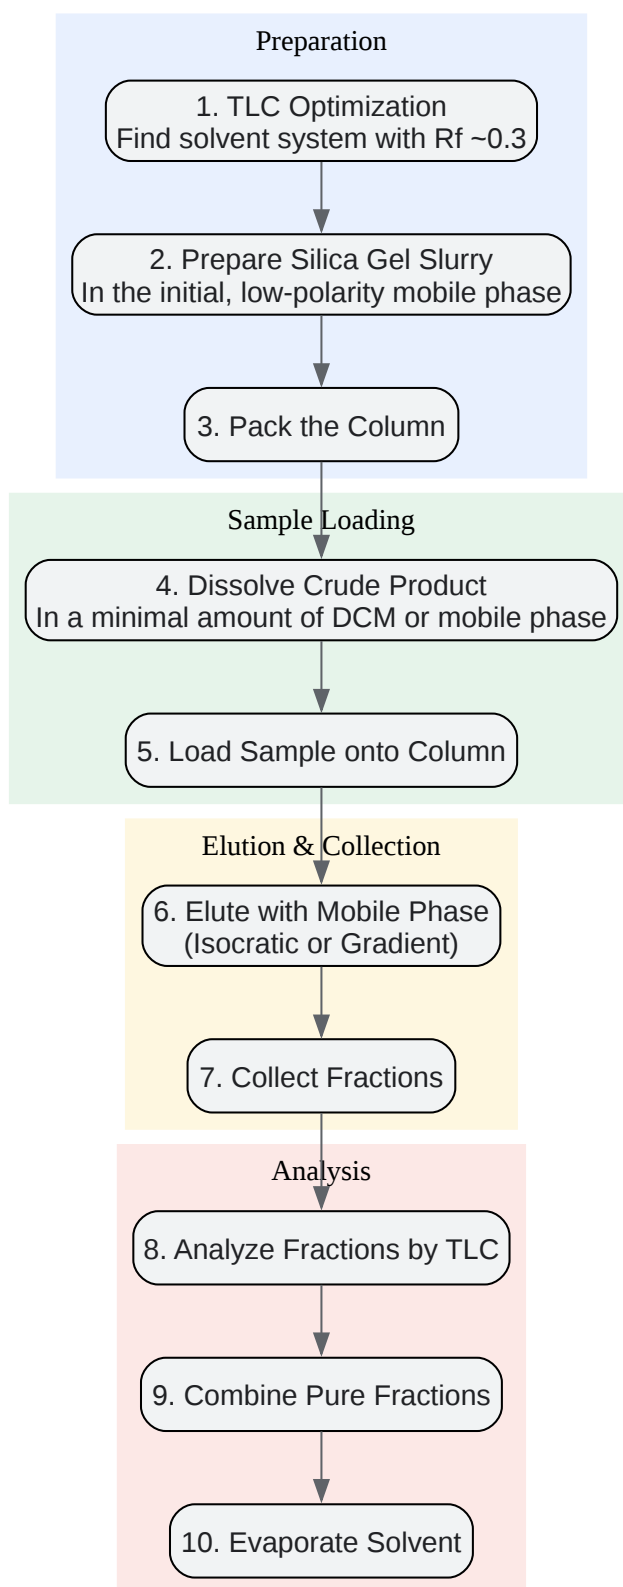 Preparation
1. TLC Optimization
Find solvent system with Rf ~0.3
2. Prepare Silica Gel Slurry
In the initial, low-polarity mobile phase
3. Pack the Column
Sample Loading
4. Dissolve Crude Product
In a minimal amount of DCM or mobile phase
5. Load Sample onto Column
Elution & Collection
6. Elute with Mobile Phase
(Isocratic or Gradient)
7. Collect Fractions
Analysis
8. Analyze Fractions by TLC
9. Combine Pure Fractions
10. Evaporate Solvent